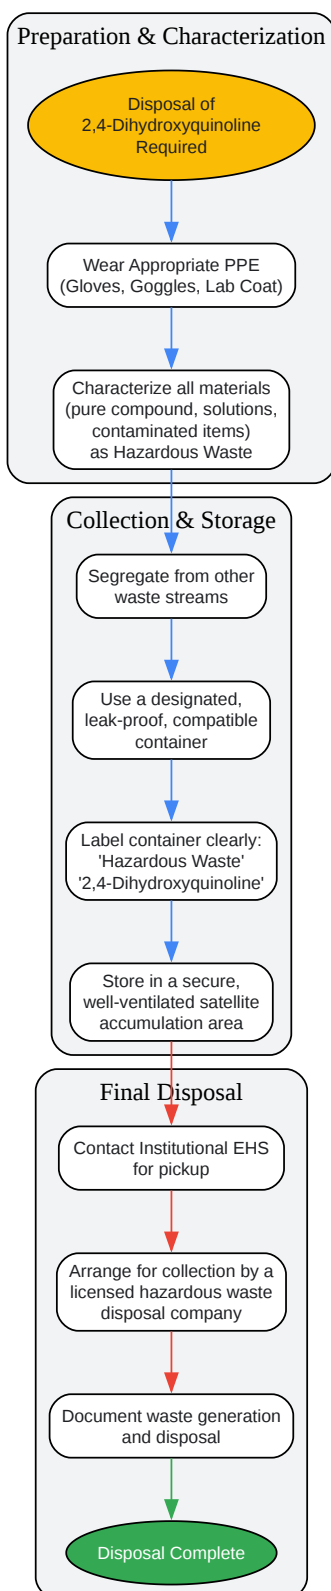 Preparation & Characterization
Disposal of
2,4-Dihydroxyquinoline
Required
Wear Appropriate PPE
(Gloves, Goggles, Lab Coat)
Characterize all materials
(pure compound, solutions,
contaminated items)
as Hazardous Waste
Collection & Storage
Segregate from other
waste streams
Use a designated,
leak-proof, compatible
container
Label container clearly:
'Hazardous Waste'
'2,4-Dihydroxyquinoline'
Store in a secure,
well-ventilated satellite
accumulation area
Final Disposal
Contact Institutional EHS
for pickup
Arrange for collection by a
licensed hazardous waste
disposal company
Document waste generation
and disposal
Disposal Complete